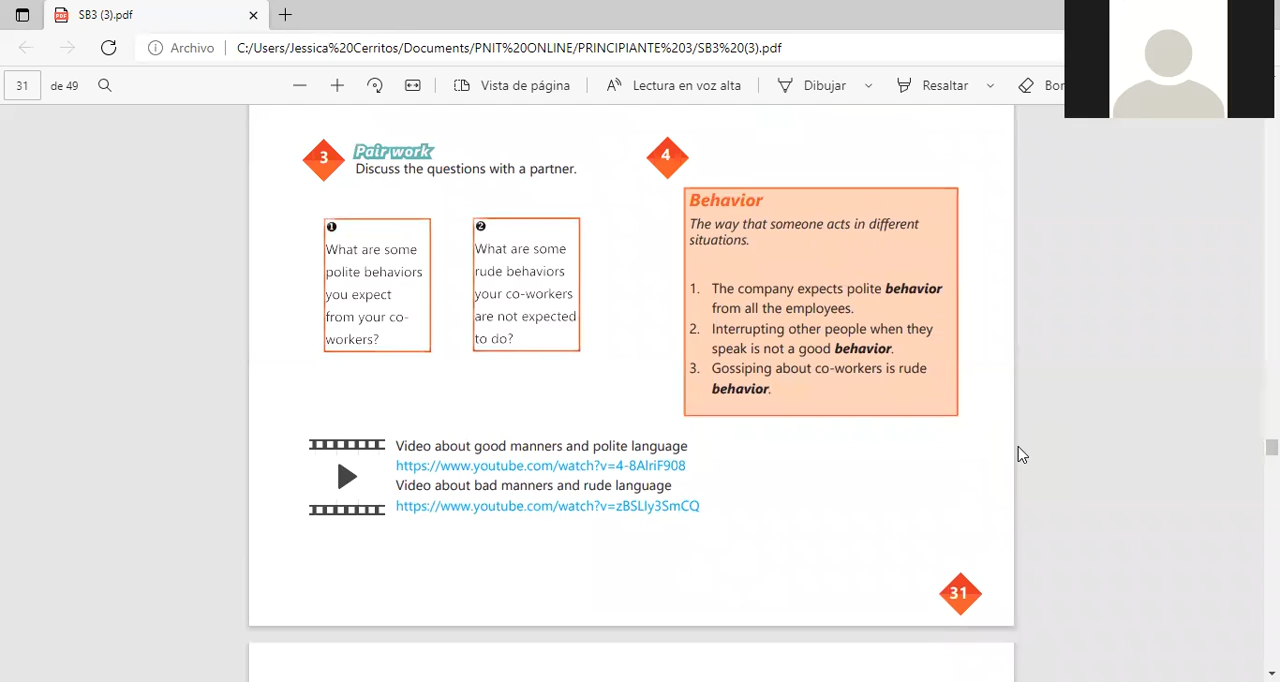 SB3 (3).pdf
Archivo
C:/Users/Jessica%20Cerritos/Documents/PNIT%20ONLINE/PRINCIPIANTE%203/SB3%20(3).pdf
31
de 49
Vista de página
Lectura en voz alta
Dibujar
Resaltar
Bor
3
Pair work
Discuss the questions with a partner.
1
What are some
polite behaviors
you expect
from your co-
workers?
2
What are some
rude behaviors
your co-workers
are not expected
to do?
4
Behavior
The way that someone acts in different
situations.
1. The company expects polite behavior
from all the employees.
2. Interrupting other people when they
speak is not a good behavior.
3. Gossiping about co-workers is rude
behavior.
Video about good manners and polite language
https://www.youtube.com/watch?v=4-8AlriF908
Video about bad manners and rude language
https://www.youtube.com/watch?v=zBSLIy3SmCQ
31